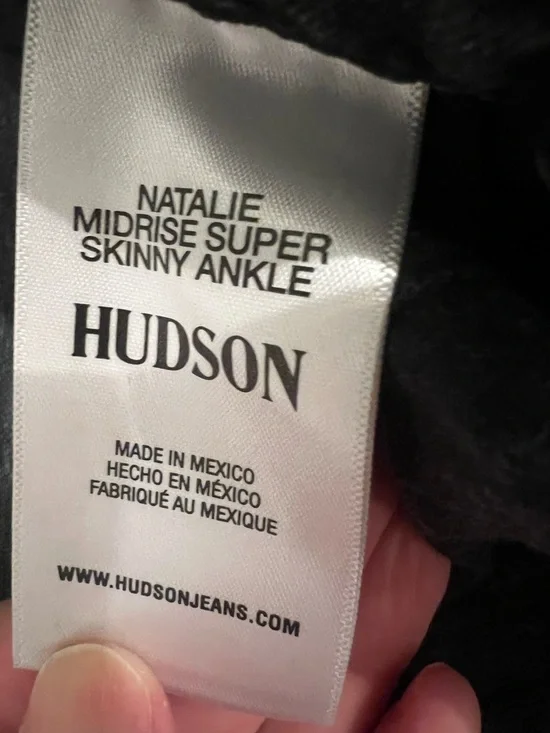 NATALIE
MIDRISE SUPER
SKINNY ANKLE
HUDSON
MADE IN MEXICO
HECHO EN MÉXICO
FABRIQUÉ AU MEXIQUE
WWW.HUDSONJEANS.COM